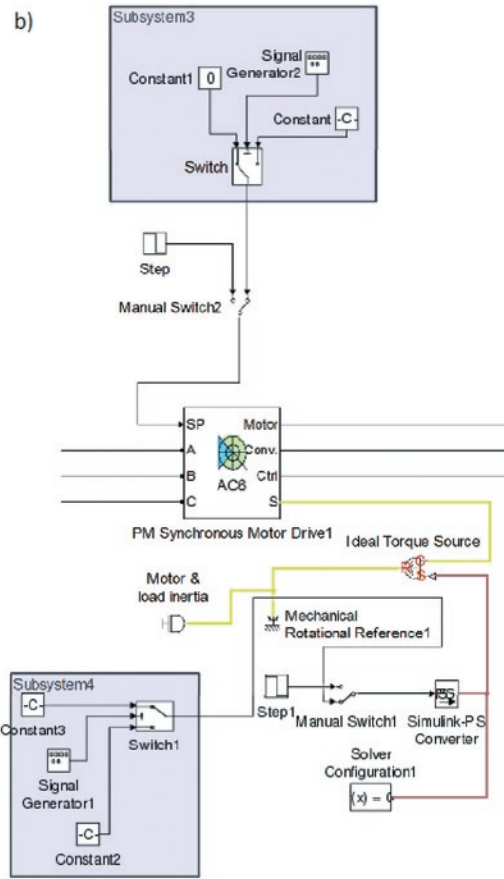 b)
Subsystem3
Signal
Generator2
Constant1
0
Constant
-C-
Switch
Step
Manual Switch2
SP
Motor
A
Conv.
B
Ctrl
AC6
C
S
PM Synchronous Motor Drive1
Ideal Torque Source
Motor &
load inertia
Mechanical
Rotational Reference1
Subsystem4
-C-
Constant3
Switch1
Step1
Manual Switch1
Simulink-PS
Converter
Signal
Generator1
Solver
Configuration1
-C-
Constant2